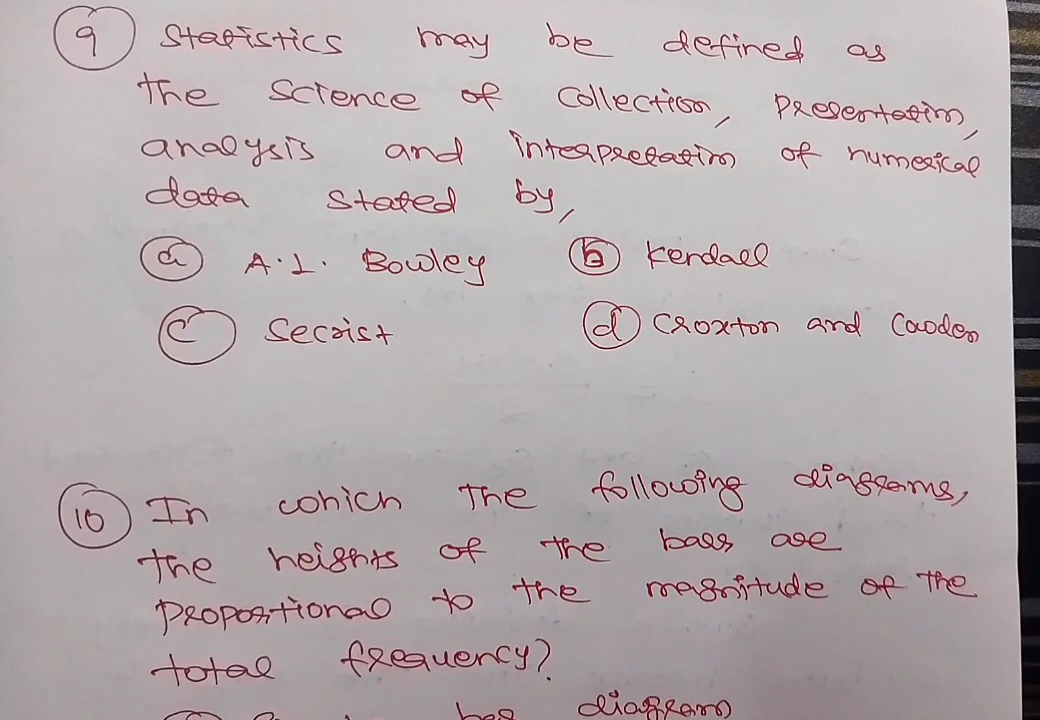 9 Statistics may be defined as
the science of collection, presentation,
analysis and interpretation of numerical
data stated by,
a A.L. Bowley b Kendall
c Secrist d Croxton and Cowden
10 In which the following diagrams,
the heights of the bars are
proportional to the magnitude of the
total frequency?
bar diagram